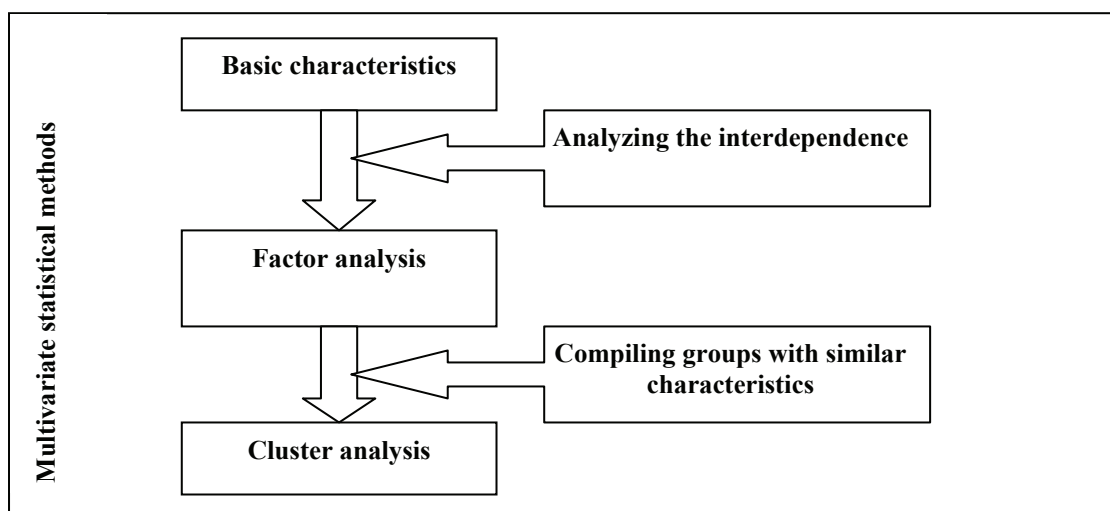 Multivariate statistical methods
Basic characteristics
Analyzing the interdependence
Factor analysis
Compiling groups with similar
characteristics
Cluster analysis